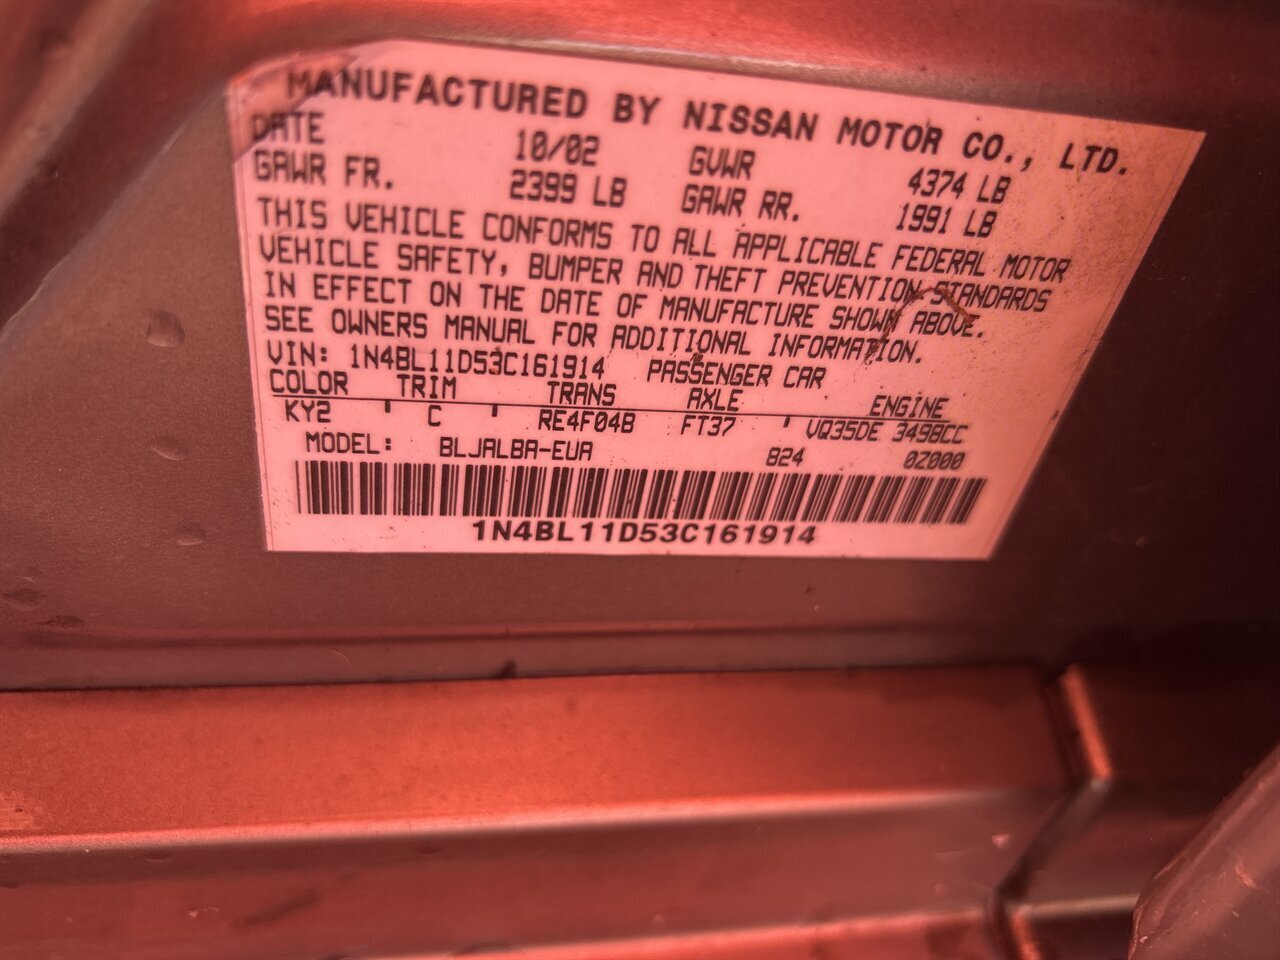 MANUFACTURED BY NISSAN MOTOR CO., LTD.
DATE 10/02 GVWR 4374 LB
GAWR FR. 2399 LB GAWR RR. 1991 LB
THIS VEHICLE CONFORMS TO ALL APPLICABLE FEDERAL MOTOR
VEHICLE SAFETY, BUMPER AND THEFT PREVENTION STANDARDS
IN EFFECT ON THE DATE OF MANUFACTURE SHOWN ABOVE.
SEE OWNERS MANUAL FOR ADDITIONAL INFORMATION.
VIN: 1N4BL11D53C161914 PASSENGER CAR
COLOR TRIM TRANS AXLE ENGINE
KY2 ' C ' RE4F04B FT37 ' VQ35DE 3498CC
MODEL: BLJALBA-EUA 824 0Z000
1N4BL11D53C161914